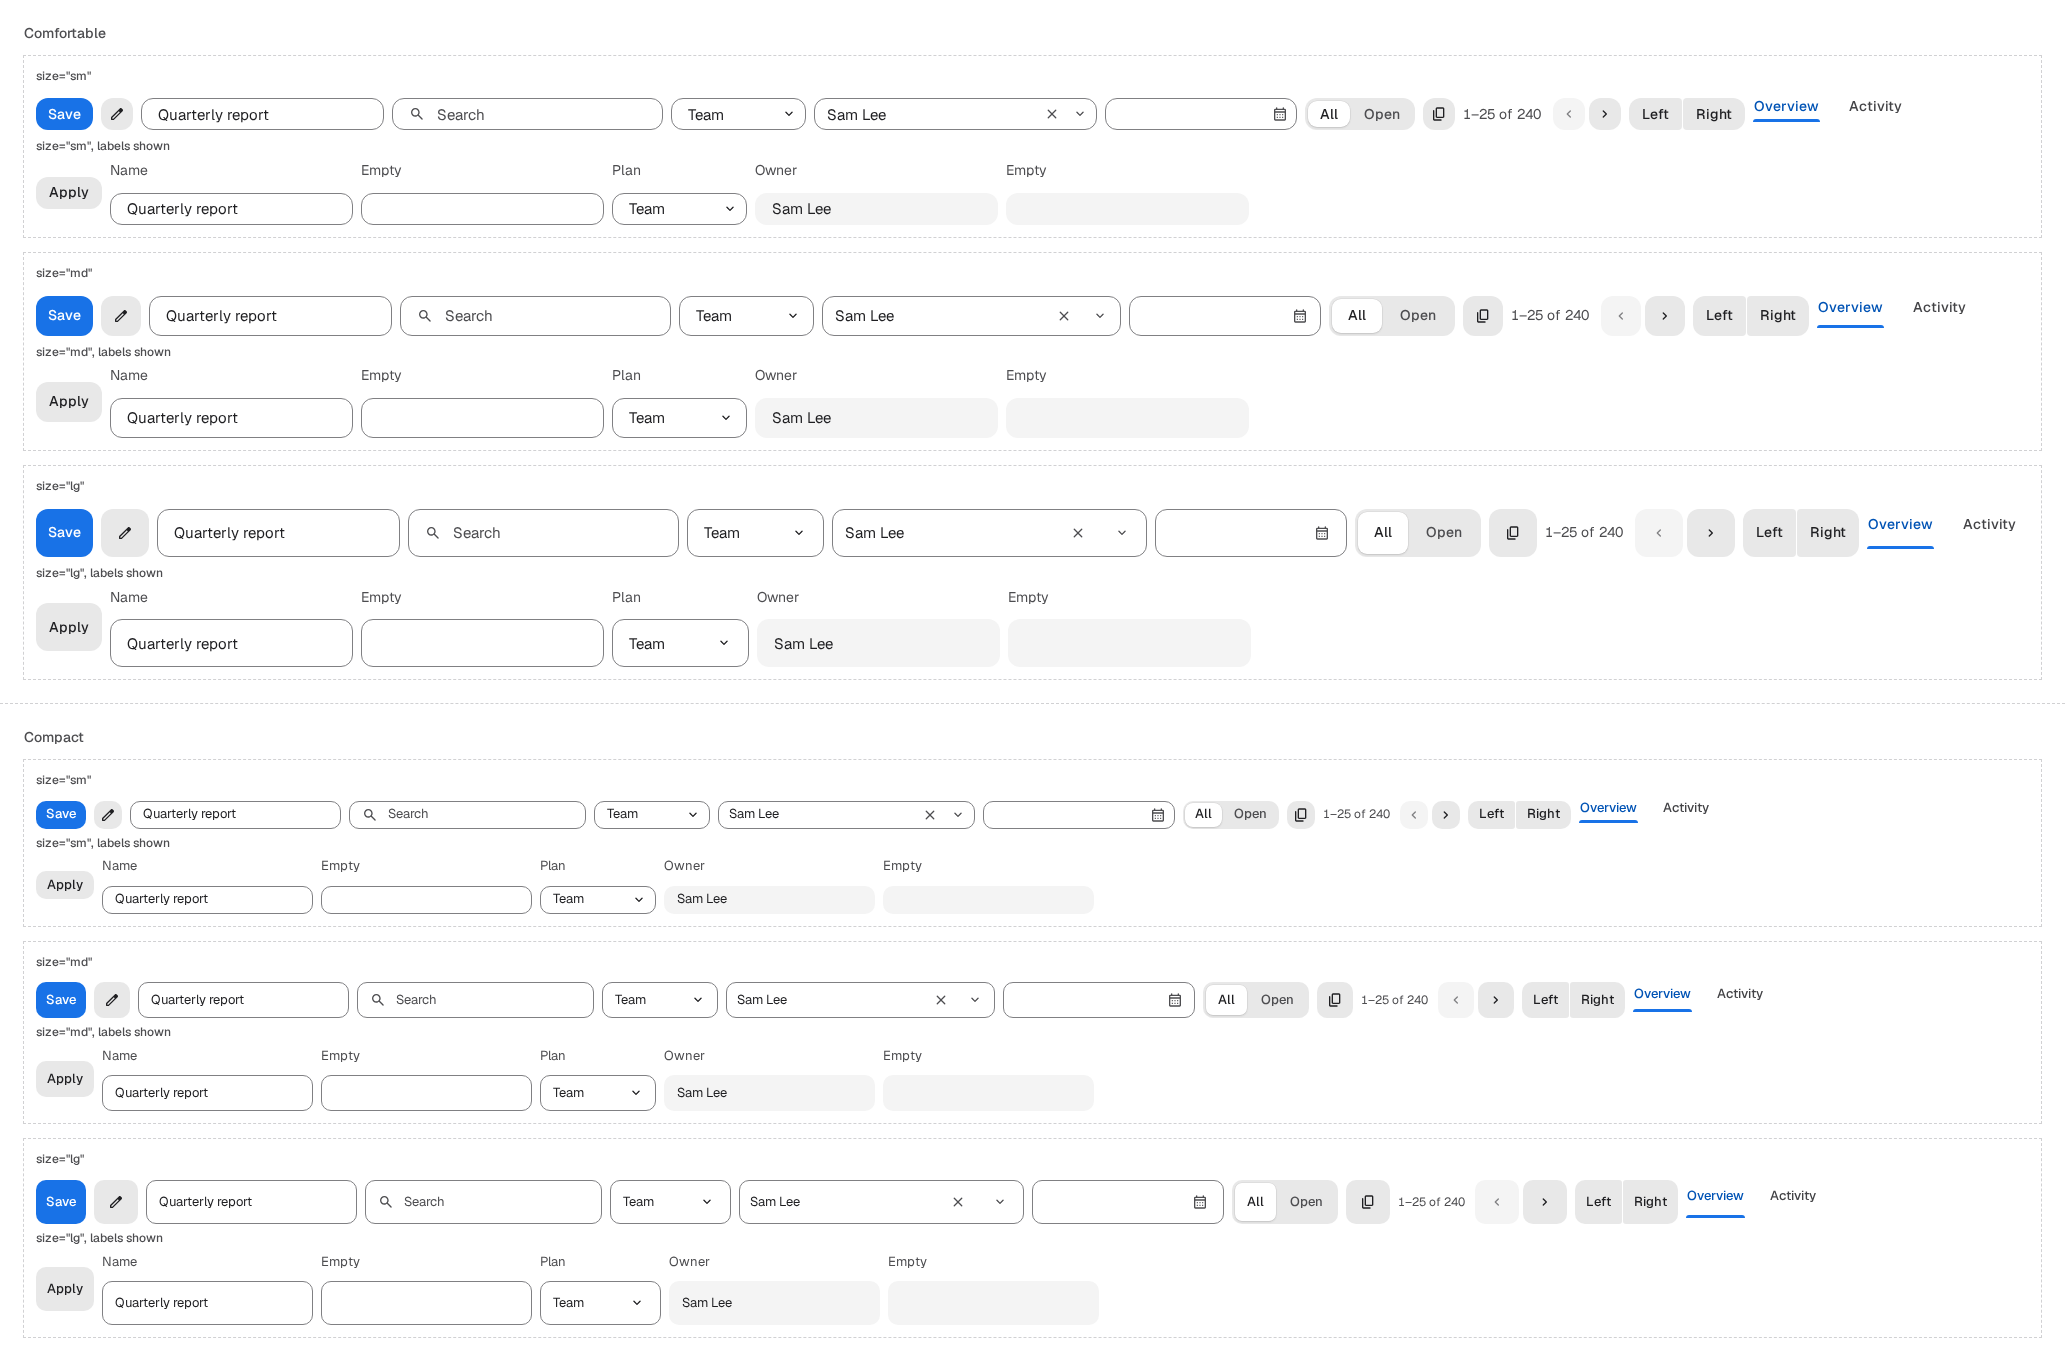 Comfortable
size="sm"
Save Quarterly report Search Team Sam Lee All Open 1–25 of 240 Left Right Overview Activity
size="sm", labels shown
Name Empty Plan Owner Empty
Apply Quarterly report Team Sam Lee
size="md"
Save Quarterly report Search Team Sam Lee All Open 1–25 of 240 Left Right Overview Activity
size="md", labels shown
Name Empty Plan Owner Empty
Apply Quarterly report Team Sam Lee
size="lg"
Save Quarterly report Search Team Sam Lee All Open 1–25 of 240 Left Right Overview Activity
size="lg", labels shown
Name Empty Plan Owner Empty
Apply Quarterly report Team Sam Lee
Compact
size="sm"
Save Quarterly report Search Team Sam Lee All Open 1–25 of 240 Left Right Overview Activity
size="sm", labels shown
Name Empty Plan Owner Empty
Apply Quarterly report Team Sam Lee
size="md"
Save Quarterly report Search Team Sam Lee All Open 1–25 of 240 Left Right Overview Activity
size="md", labels shown
Name Empty Plan Owner Empty
Apply Quarterly report Team Sam Lee
size="lg"
Save Quarterly report Search Team Sam Lee All Open 1–25 of 240 Left Right Overview Activity
size="lg", labels shown
Name Empty Plan Owner Empty
Apply Quarterly report Team Sam Lee